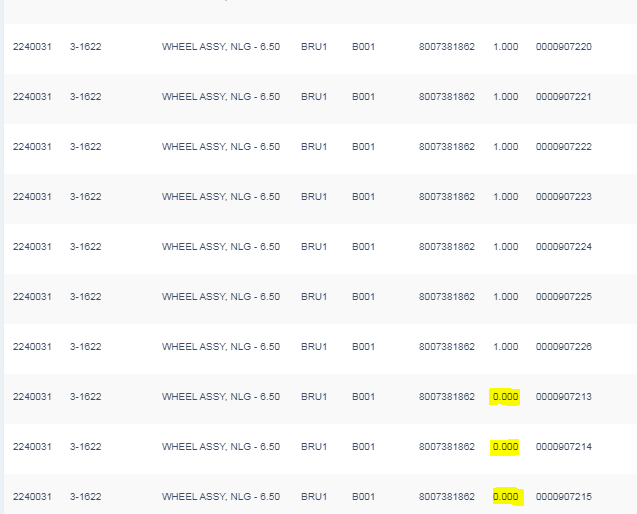 2240031 3-1622 WHEEL ASSY, NLG - 6.50 BRU1 B001 8007381862 1.000 0000907220
2240031 3-1622 WHEEL ASSY, NLG - 6.50 BRU1 B001 8007381862 1.000 0000907221
2240031 3-1622 WHEEL ASSY, NLG - 6.50 BRU1 B001 8007381862 1.000 0000907222
2240031 3-1622 WHEEL ASSY, NLG - 6.50 BRU1 B001 8007381862 1.000 0000907223
2240031 3-1622 WHEEL ASSY, NLG - 6.50 BRU1 B001 8007381862 1.000 0000907224
2240031 3-1622 WHEEL ASSY, NLG - 6.50 BRU1 B001 8007381862 1.000 0000907225
2240031 3-1622 WHEEL ASSY, NLG - 6.50 BRU1 B001 8007381862 1.000 0000907226
2240031 3-1622 WHEEL ASSY, NLG - 6.50 BRU1 B001 8007381862 0.000 0000907213
2240031 3-1622 WHEEL ASSY, NLG - 6.50 BRU1 B001 8007381862 0.000 0000907214
2240031 3-1622 WHEEL ASSY, NLG - 6.50 BRU1 B001 8007381862 0.000 0000907215